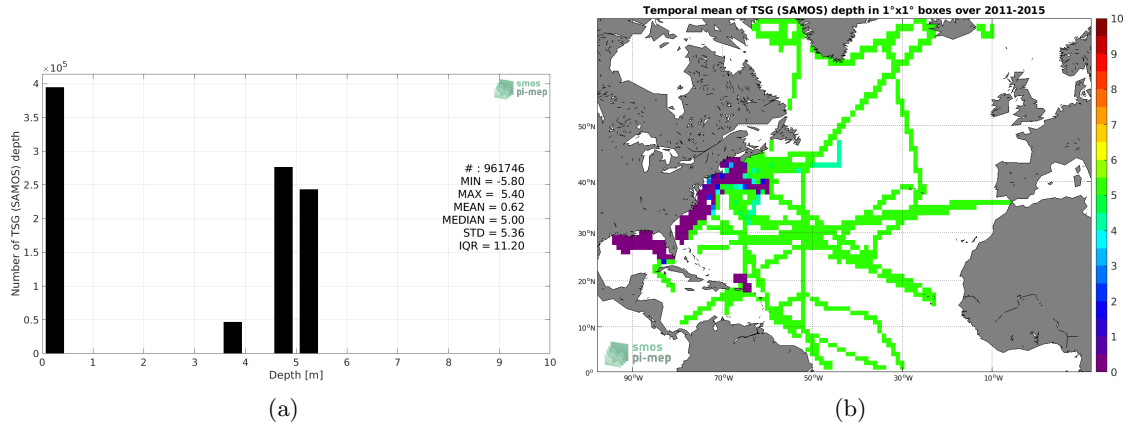 ×10⁵
4
3.5
3
2.5
2
1.5
1
0.5
0
0 1 2 3 4 5 6 7 8 9 10
Number of TSG (SAMOS) depth
Depth [m]
smos
pi-mep
# : 961746
MIN = -5.80
MAX = 5.40
MEAN = 0.62
MEDIAN = 5.00
STD = 5.36
IQR = 11.20
(a)
Temporal mean of TSG (SAMOS) depth in 1°x1° boxes over 2011-2015
50°N
40°N
30°N
20°N
10°N
0°
90°W 70°W 50°W 30°W 10°W
smos
pi-mep
10
9
8
7
6
5
4
3
2
1
0
(b)